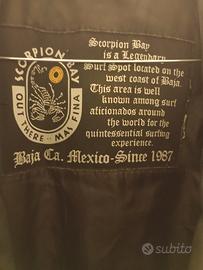 SCORPION BAY
OUT THERE-MAS FINA
Scorpion Bay
is a Legendary
Surf Spot located on the
west coast of Baja.
This area is well
known among surf
aficionados around
the world for the
quintessential surfing
experience.
Baja Ca. Mexico-Since 1987
subito